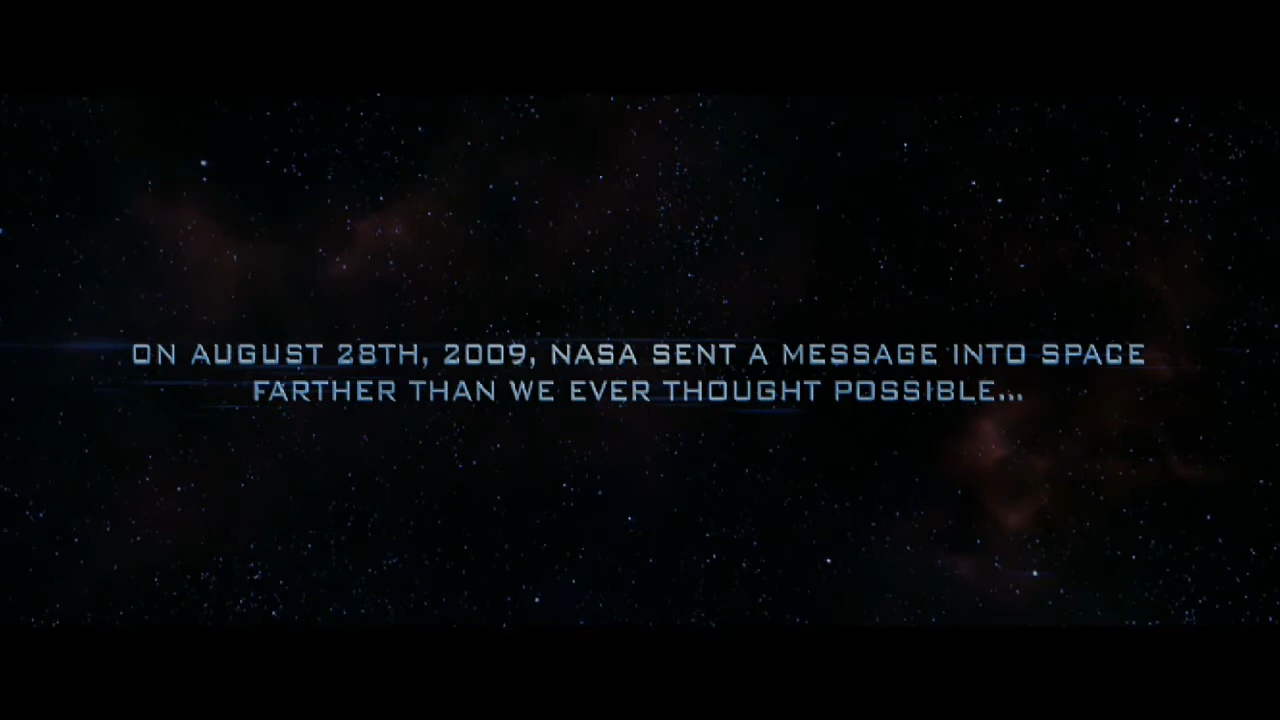 ON AUGUST 28TH, 2009, NASA SENT A MESSAGE INTO SPACE
FARTHER THAN WE EVER THOUGHT POSSIBLE...